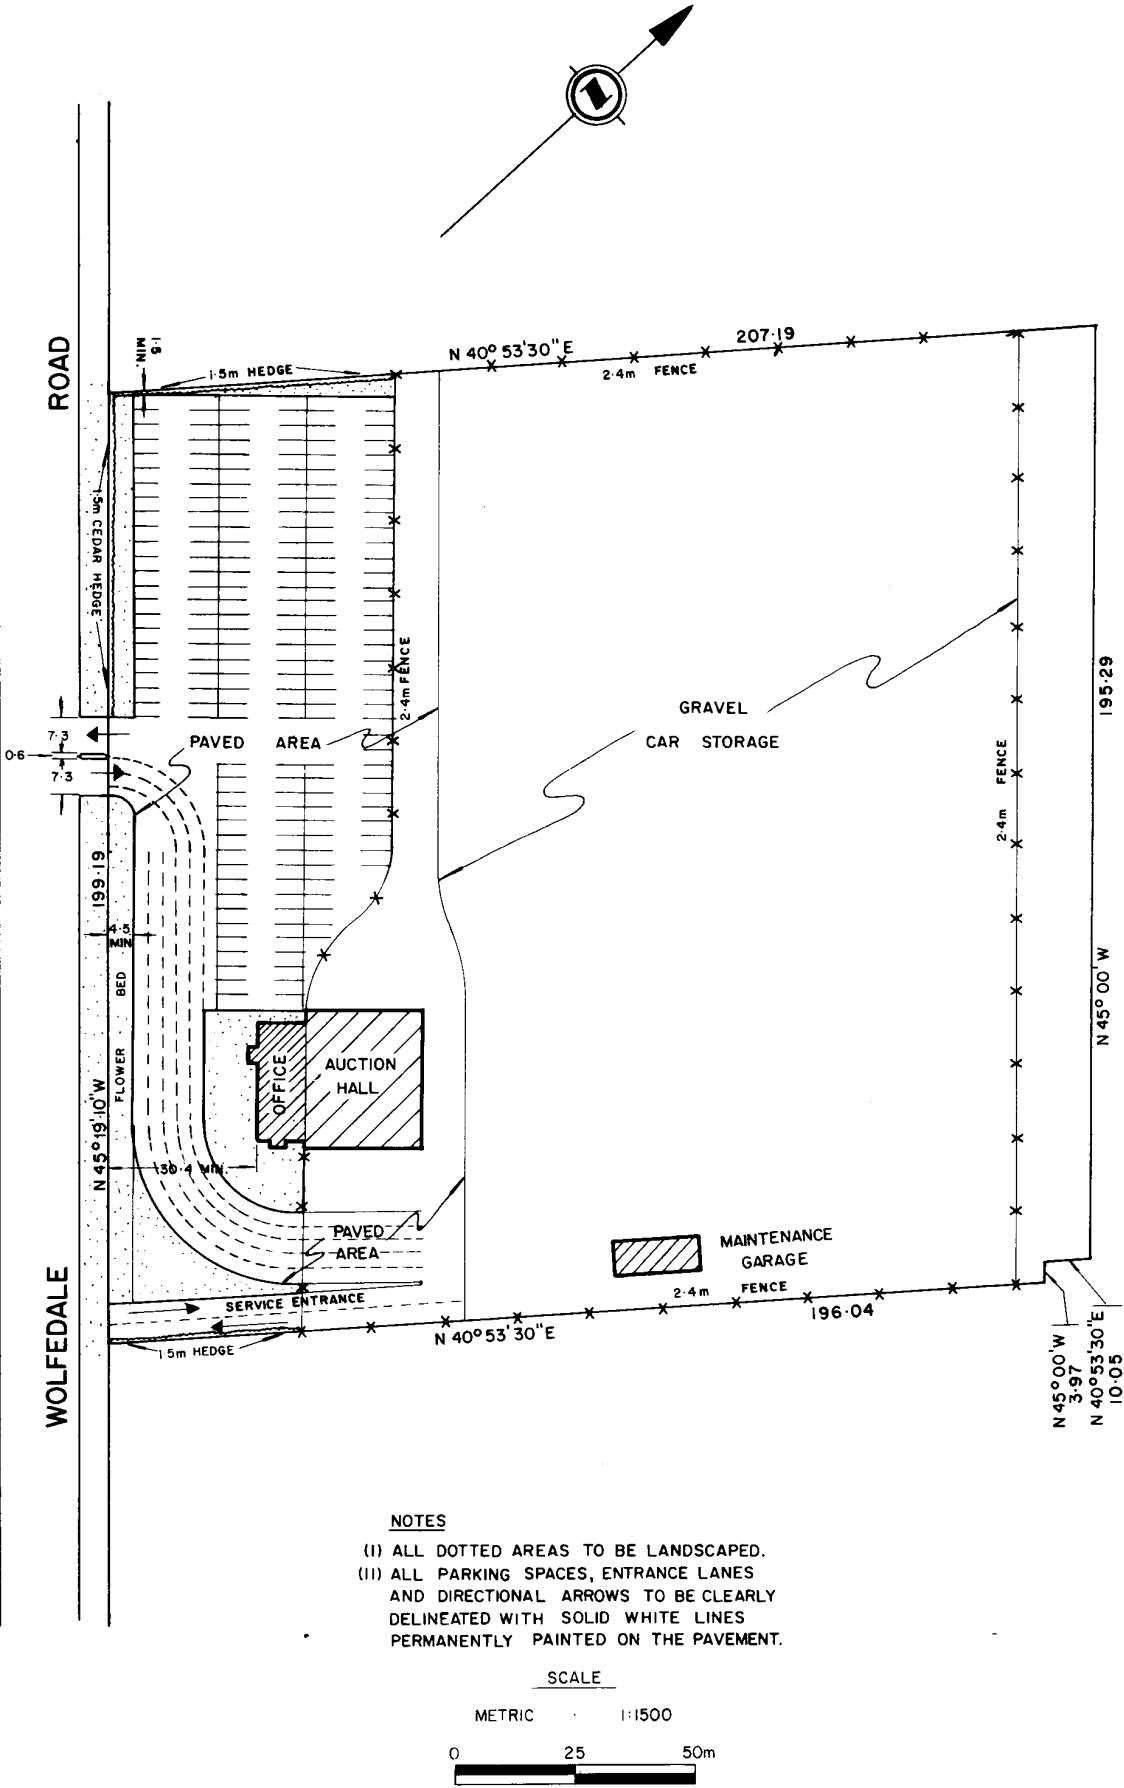 ROAD
1·5
MIN.
1·5m HEDGE
N 40° 53' 30" E
207·19
2·4m FENCE
1·5m CEDAR HEDGE
2·4m FENCE
7·3
0·6
7·3
PAVED AREA
GRAVEL
CAR STORAGE
2·4m FENCE
195·29
N 45° 00' W
199·19
4·5
MIN
FLOWER BED
N 45° 19' 10" W
OFFICE
AUCTION
HALL
30·4 MIN.
PAVED
AREA
MAINTENANCE
GARAGE
2·4m FENCE
SERVICE ENTRANCE
196·04
N 40° 53' 30" E
1·5m HEDGE
WOLFEDALE
N 45° 00' W
3·97
N 40° 53' 30" E
10·05
NOTES
(I) ALL DOTTED AREAS TO BE LANDSCAPED.
(II) ALL PARKING SPACES, ENTRANCE LANES
AND DIRECTIONAL ARROWS TO BE CLEARLY
DELINEATED WITH SOLID WHITE LINES
PERMANENTLY PAINTED ON THE PAVEMENT.
SCALE
METRIC · 1:1500
0 25 50m